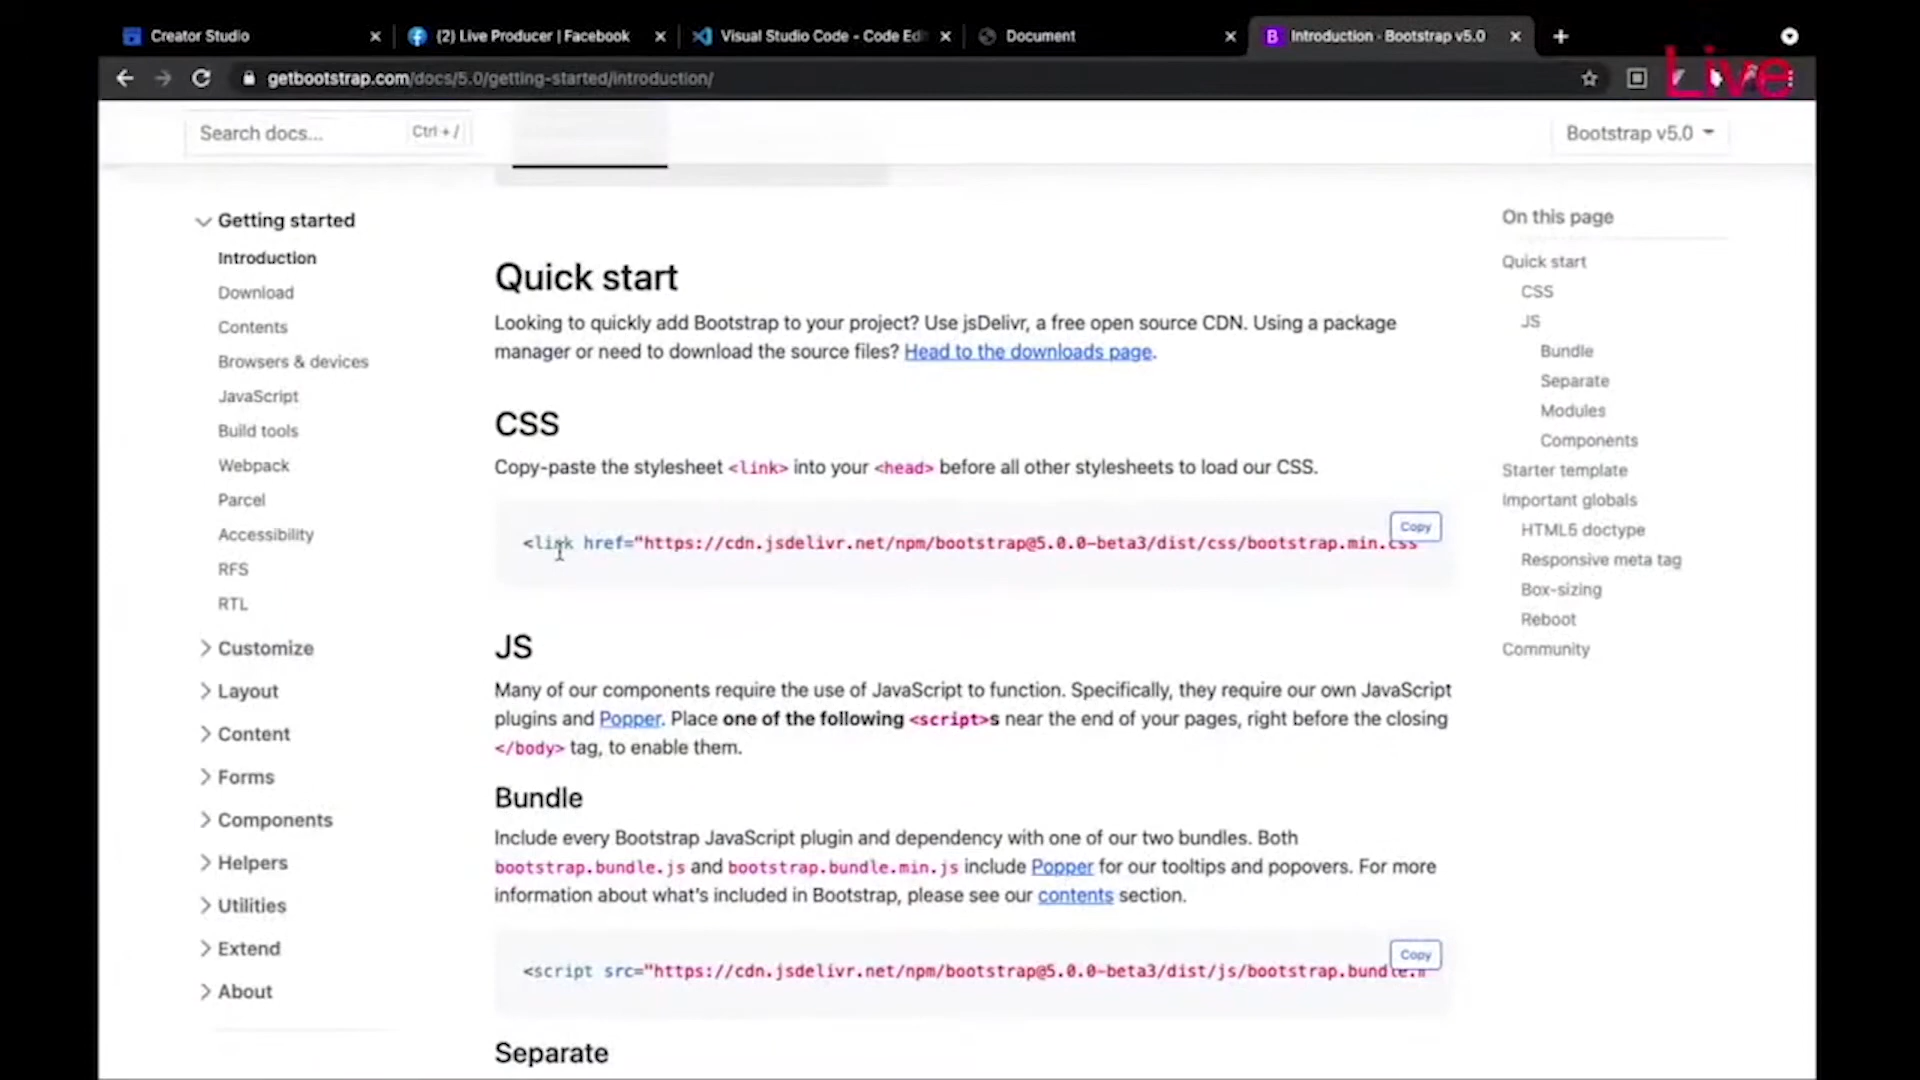 Creator Studio
(2) Live Producer | Facebook
Visual Studio Code - Code Edi
Document
Introduction · Bootstrap v5.0
getbootstrap.com/docs/5.0/getting-started/introduction/
Live
Search docs...
Ctrl + /
Bootstrap v5.0
Getting started
Introduction
Download
Contents
Browsers & devices
JavaScript
Build tools
Webpack
Parcel
Accessibility
RFS
RTL
Customize
Layout
Content
Forms
Components
Helpers
Utilities
Extend
About
Quick start
Looking to quickly add Bootstrap to your project? Use jsDelivr, a free open source CDN. Using a package
manager or need to download the source files? Head to the downloads page.
CSS
Copy-paste the stylesheet <link> into your <head> before all other stylesheets to load our CSS.
Copy
<link href="https://cdn.jsdelivr.net/npm/bootstrap@5.0.0-beta3/dist/css/bootstrap.min.css"
JS
Many of our components require the use of JavaScript to function. Specifically, they require our own JavaScript
plugins and Popper. Place one of the following <script>s near the end of your pages, right before the closing
</body> tag, to enable them.
Bundle
Include every Bootstrap JavaScript plugin and dependency with one of our two bundles. Both
bootstrap.bundle.js and bootstrap.bundle.min.js include Popper for our tooltips and popovers. For more
information about what's included in Bootstrap, please see our contents section.
Copy
<script src="https://cdn.jsdelivr.net/npm/bootstrap@5.0.0-beta3/dist/js/bootstrap.bundle.m
Separate
On this page
Quick start
CSS
JS
Bundle
Separate
Modules
Components
Starter template
Important globals
HTML5 doctype
Responsive meta tag
Box-sizing
Reboot
Community